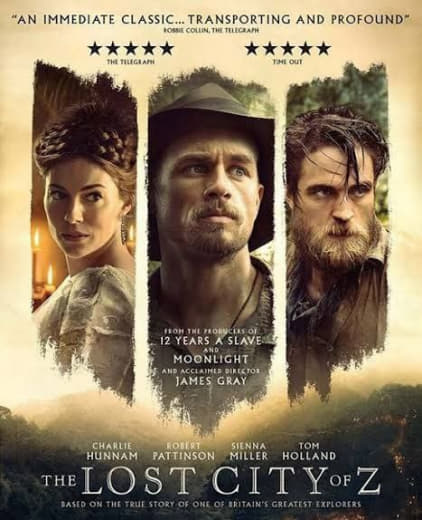 "AN IMMEDIATE CLASSIC... TRANSPORTING AND PROFOUND"
ROBBIE COLLIN, THE TELEGRAPH
★★★★★ ★★★★★
THE TELEGRAPH TIME OUT
FROM THE PRODUCERS OF
12 YEARS A SLAVE
AND
MOONLIGHT
AND ACCLAIMED DIRECTOR
JAMES GRAY
CHARLIE ROBERT SIENNA TOM
HUNNAM PATTINSON MILLER HOLLAND
THE LOST CITY OF Z
BASED ON THE TRUE STORY OF ONE OF BRITAIN'S GREATEST EXPLORERS